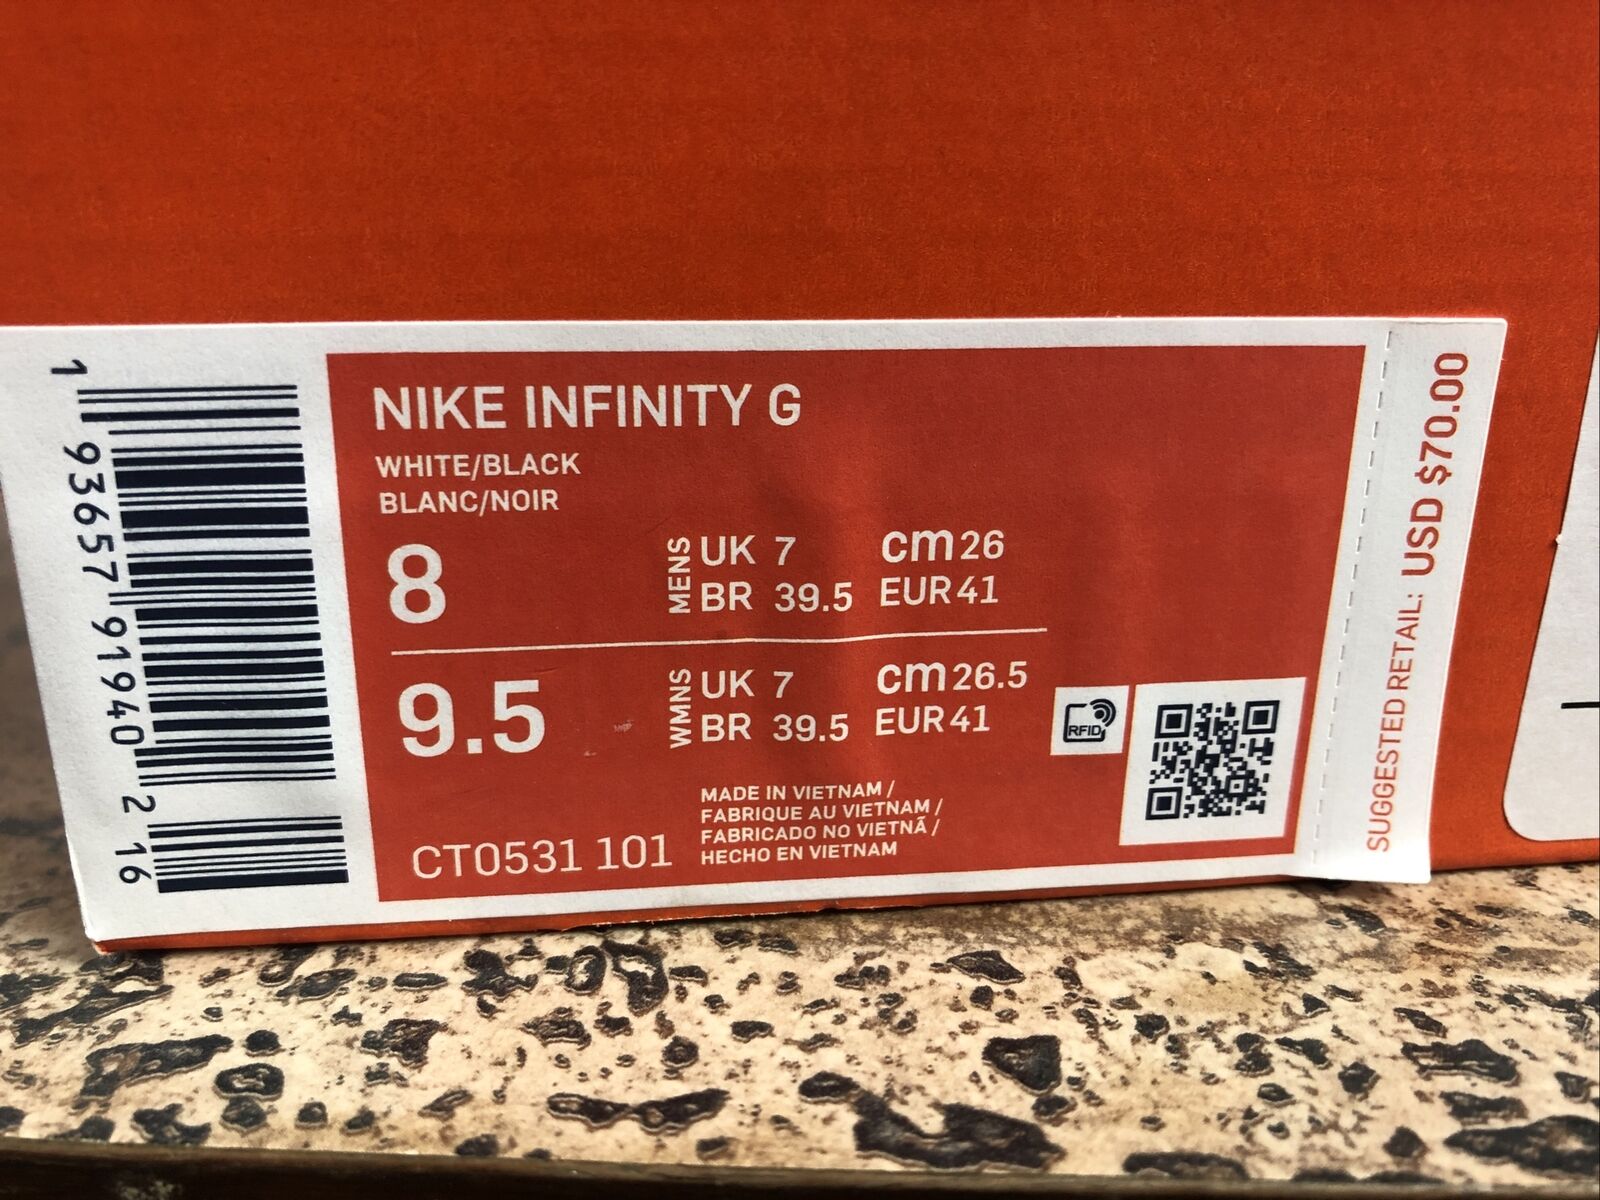 1 93657 91940 2 16
NIKE INFINITY G
WHITE/BLACK
BLANC/NOIR
8
MENS
UK 7 cm 26
BR 39.5 EUR 41
9.5
WMNS
UK 7 cm 26.5
BR 39.5 EUR 41
RFID
CT0531 101
MADE IN VIETNAM /
FABRIQUE AU VIETNAM /
FABRICADO NO VIETNÃ /
HECHO EN VIETNAM
SUGGESTED RETAIL: USD $70.00